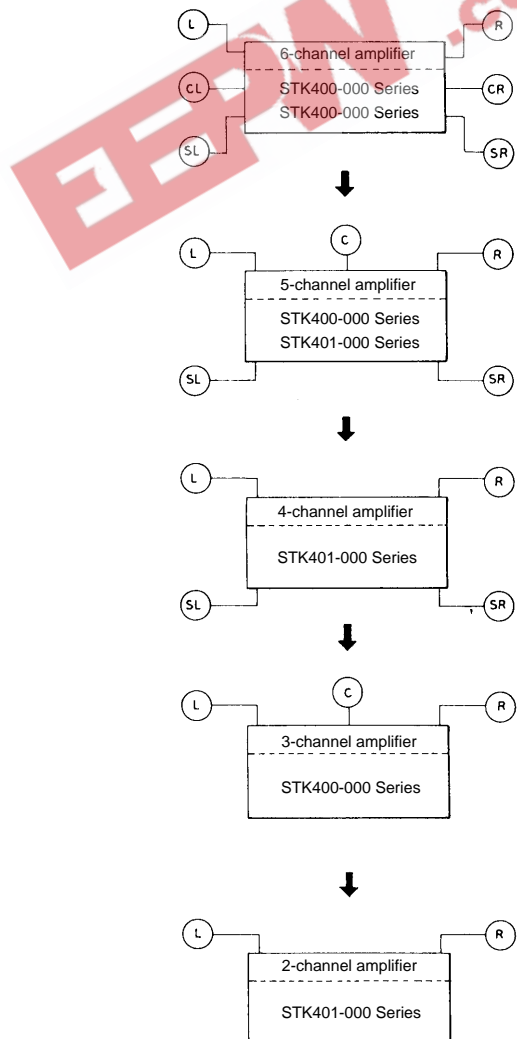 L
R
6-channel amplifier
CL
STK400-000 Series
CR
STK400-000 Series
SL
SR
EEPW.co
C
L
R
5-channel amplifier
STK400-000 Series
STK401-000 Series
SL
SR
L
R
4-channel amplifier
STK401-000 Series
SL
SR
C
L
R
3-channel amplifier
STK400-000 Series
L
R
2-channel amplifier
STK401-000 Series